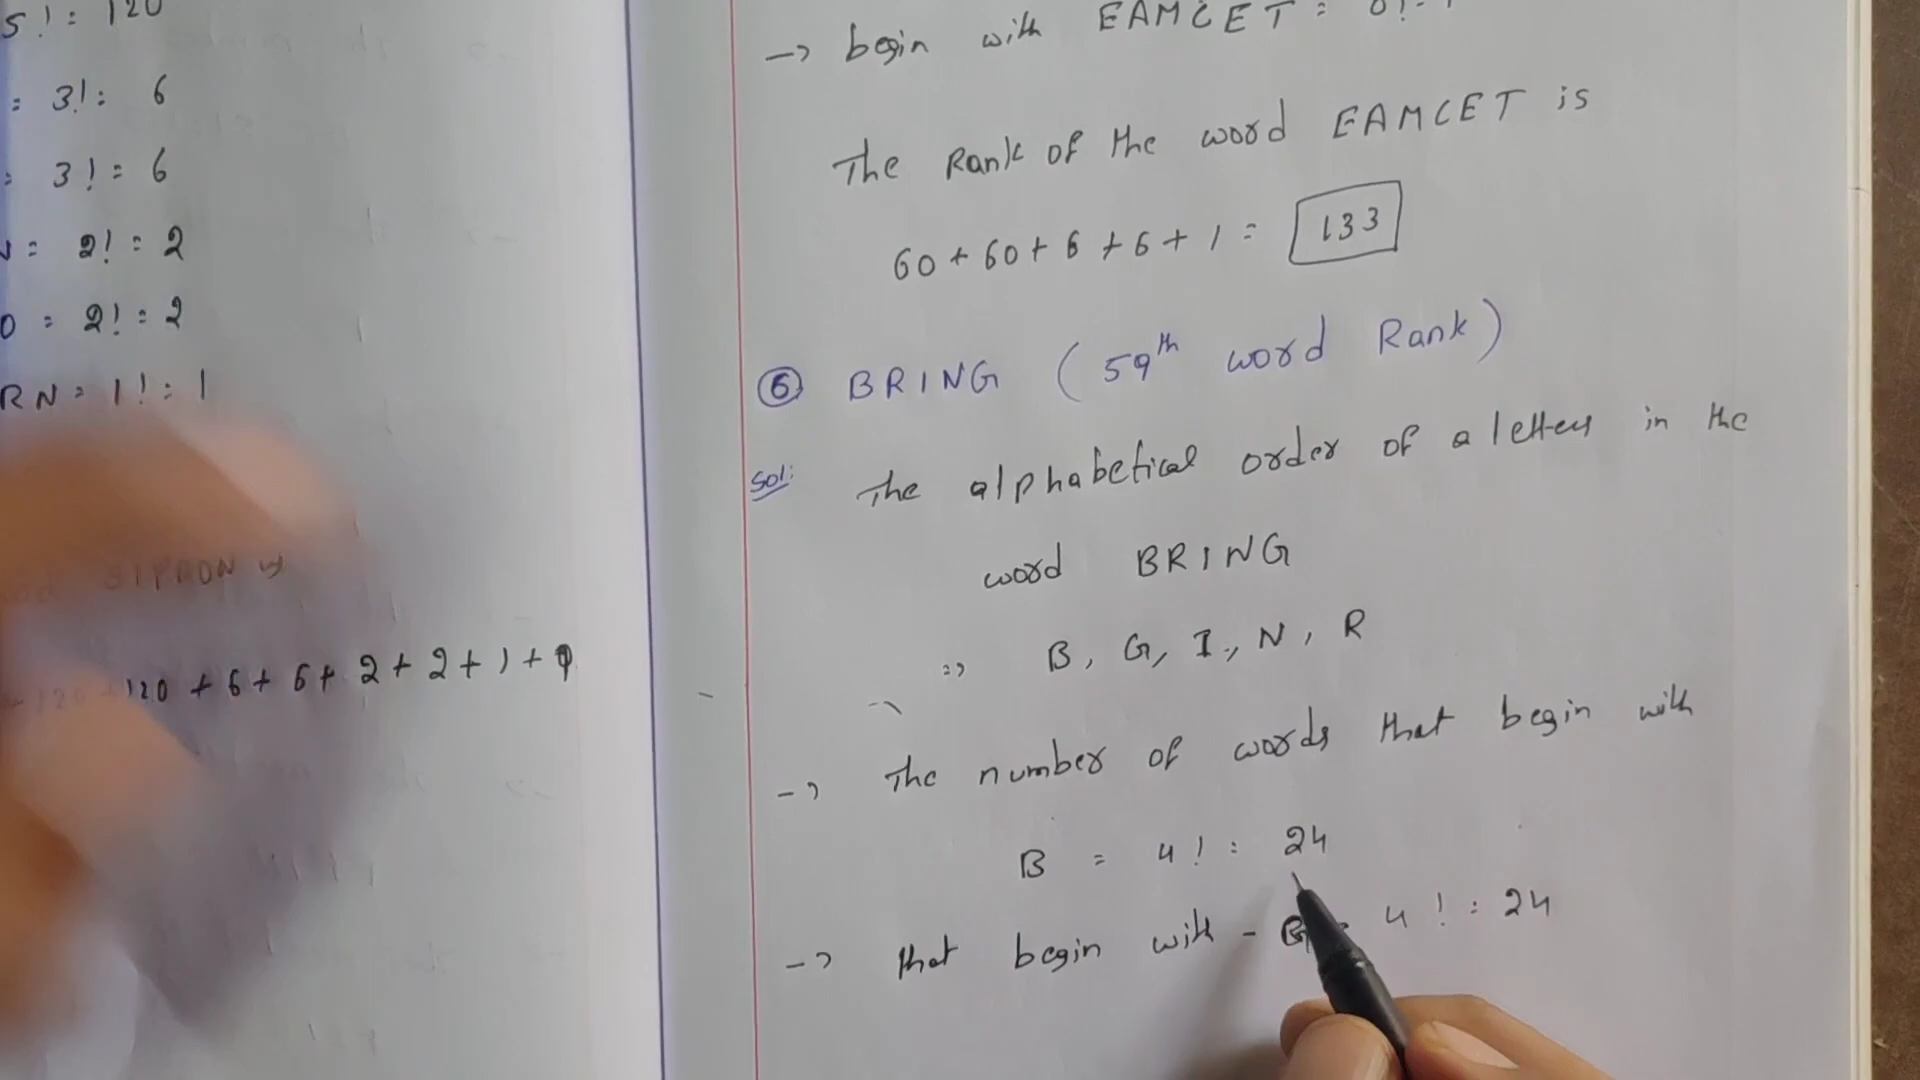 5! = 120
= 3! = 6
= 3! = 6
N = 2! = 2
O = 2! = 2
RN = 1! = 1
120 + 6 + 6 + 2 + 2 + 1 +
-> begin with EAMCET =
The Rank of the word EAMCET is
60 + 60 + 6 + 6 + 1 = 133
6 BRING (59th word Rank)
Sol: The alphabetical order of a letters in the
word BRING
=> B, G, I, N, R
-> The number of words that begin with
B = 4! = 24
-> that begin with - G = 4! = 24